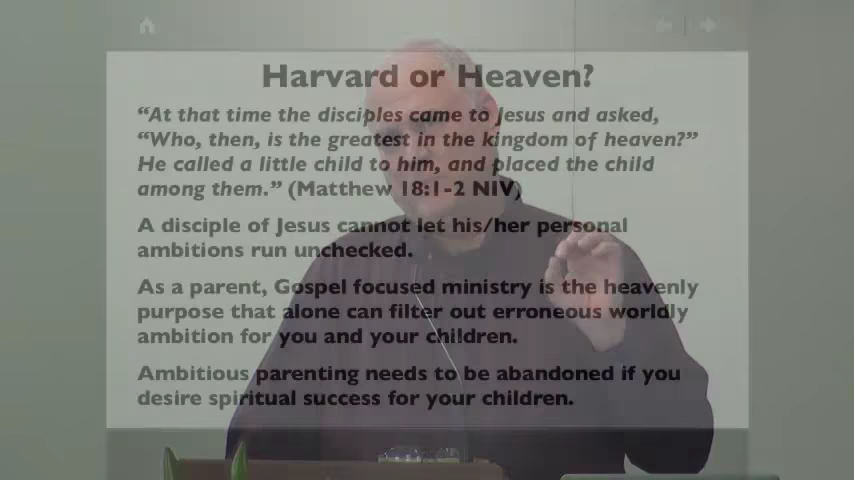 Harvard or Heaven?
“At that time the disciples came to Jesus and asked,
“Who, then, is the greatest in the kingdom of heaven?”
He called a little child to him, and placed the child
among them.” (Matthew 18:1-2 NIV)
A disciple of Jesus cannot let his/her personal
ambitions run unchecked.
As a parent, Gospel focused ministry is the heavenly
purpose that alone can filter out erroneous worldly
ambition for you and your children.
Ambitious parenting needs to be abandoned if you
desire spiritual success for your children.